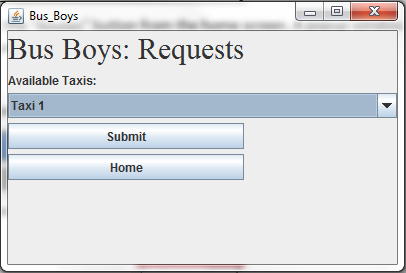 Bus_Boys
Bus Boys: Requests
Available Taxis:
Taxi 1
Submit
Home